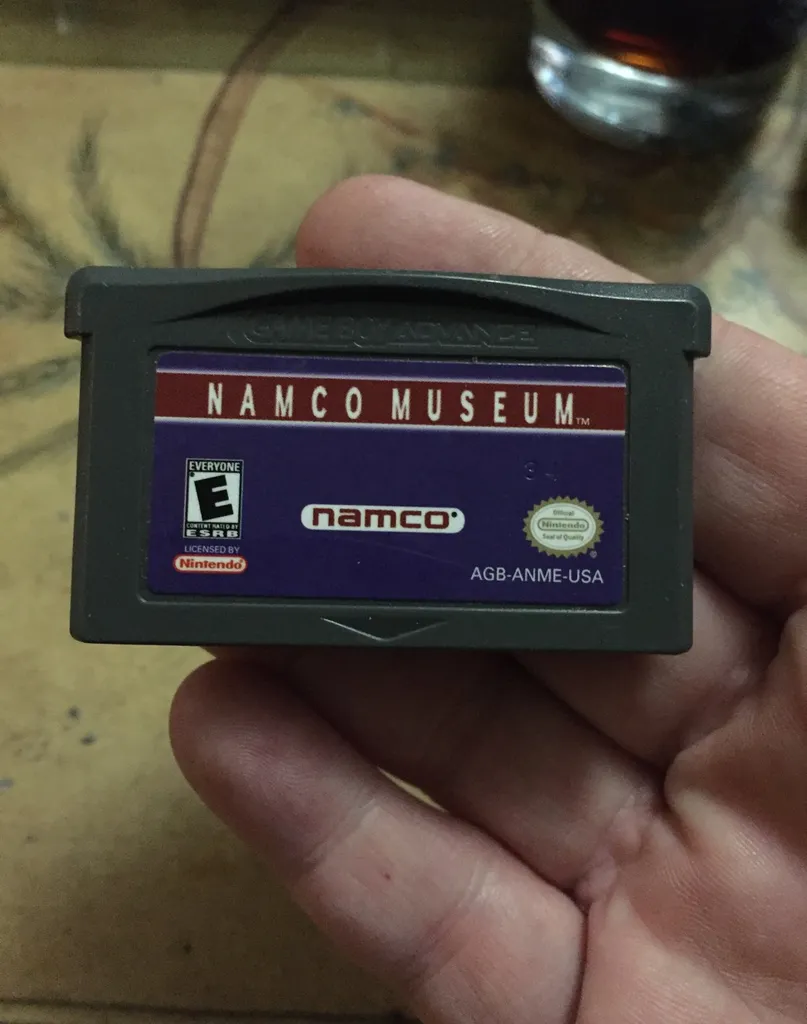 GAME BOY ADVANCE
NAMCO MUSEUM™
EVERYONE
E
CONTENT RATED BY
ESRB
LICENSED BY
Nintendo®
namco®
Official
Nintendo
Seal of Quality
®
AGB-ANME-USA